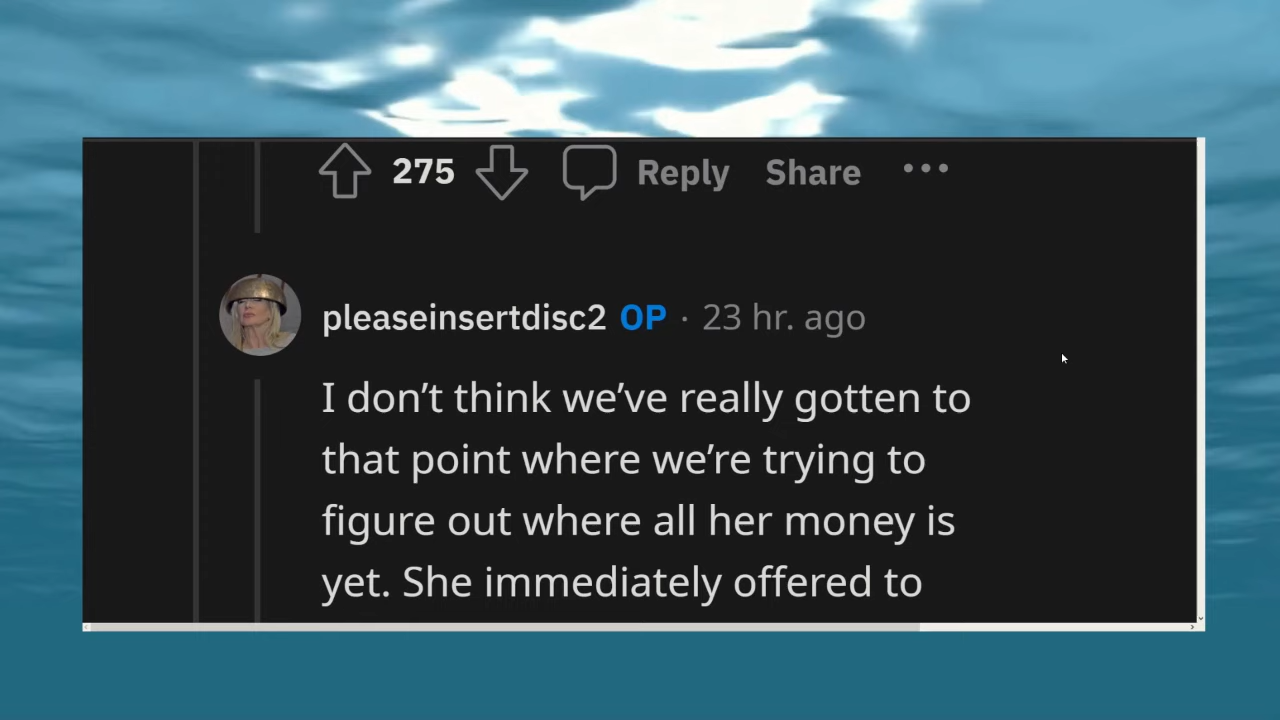 275 Reply Share
pleaseinsertdisc2 OP · 23 hr. ago
I don’t think we’ve really gotten to
that point where we’re trying to
figure out where all her money is
yet. She immediately offered to